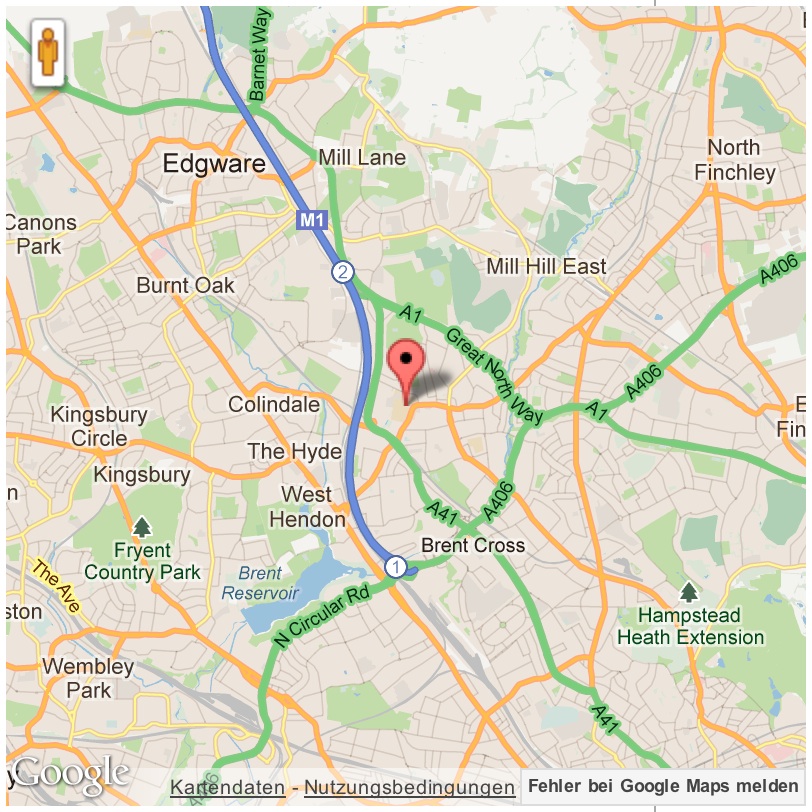 Barnet Way
Edgware
Mill Lane
North
Finchley
Canons
Park
M1
Mill Hill East
A406
2
Burnt Oak
A1
Great North Way
A406
Kingsbury
Circle
Colindale
A1
E
Fin
The Hyde
Kingsbury
n
West
Hendon
A406
A41
Brent Cross
Fryent
Country Park
1
The Ave
Brent
Reservoir
ston
N Circular Rd
Hampstead
Heath Extension
Wembley
Park
A41
y
Google
A406
Kartendaten - Nutzungsbedingungen
Fehler bei Google Maps melden